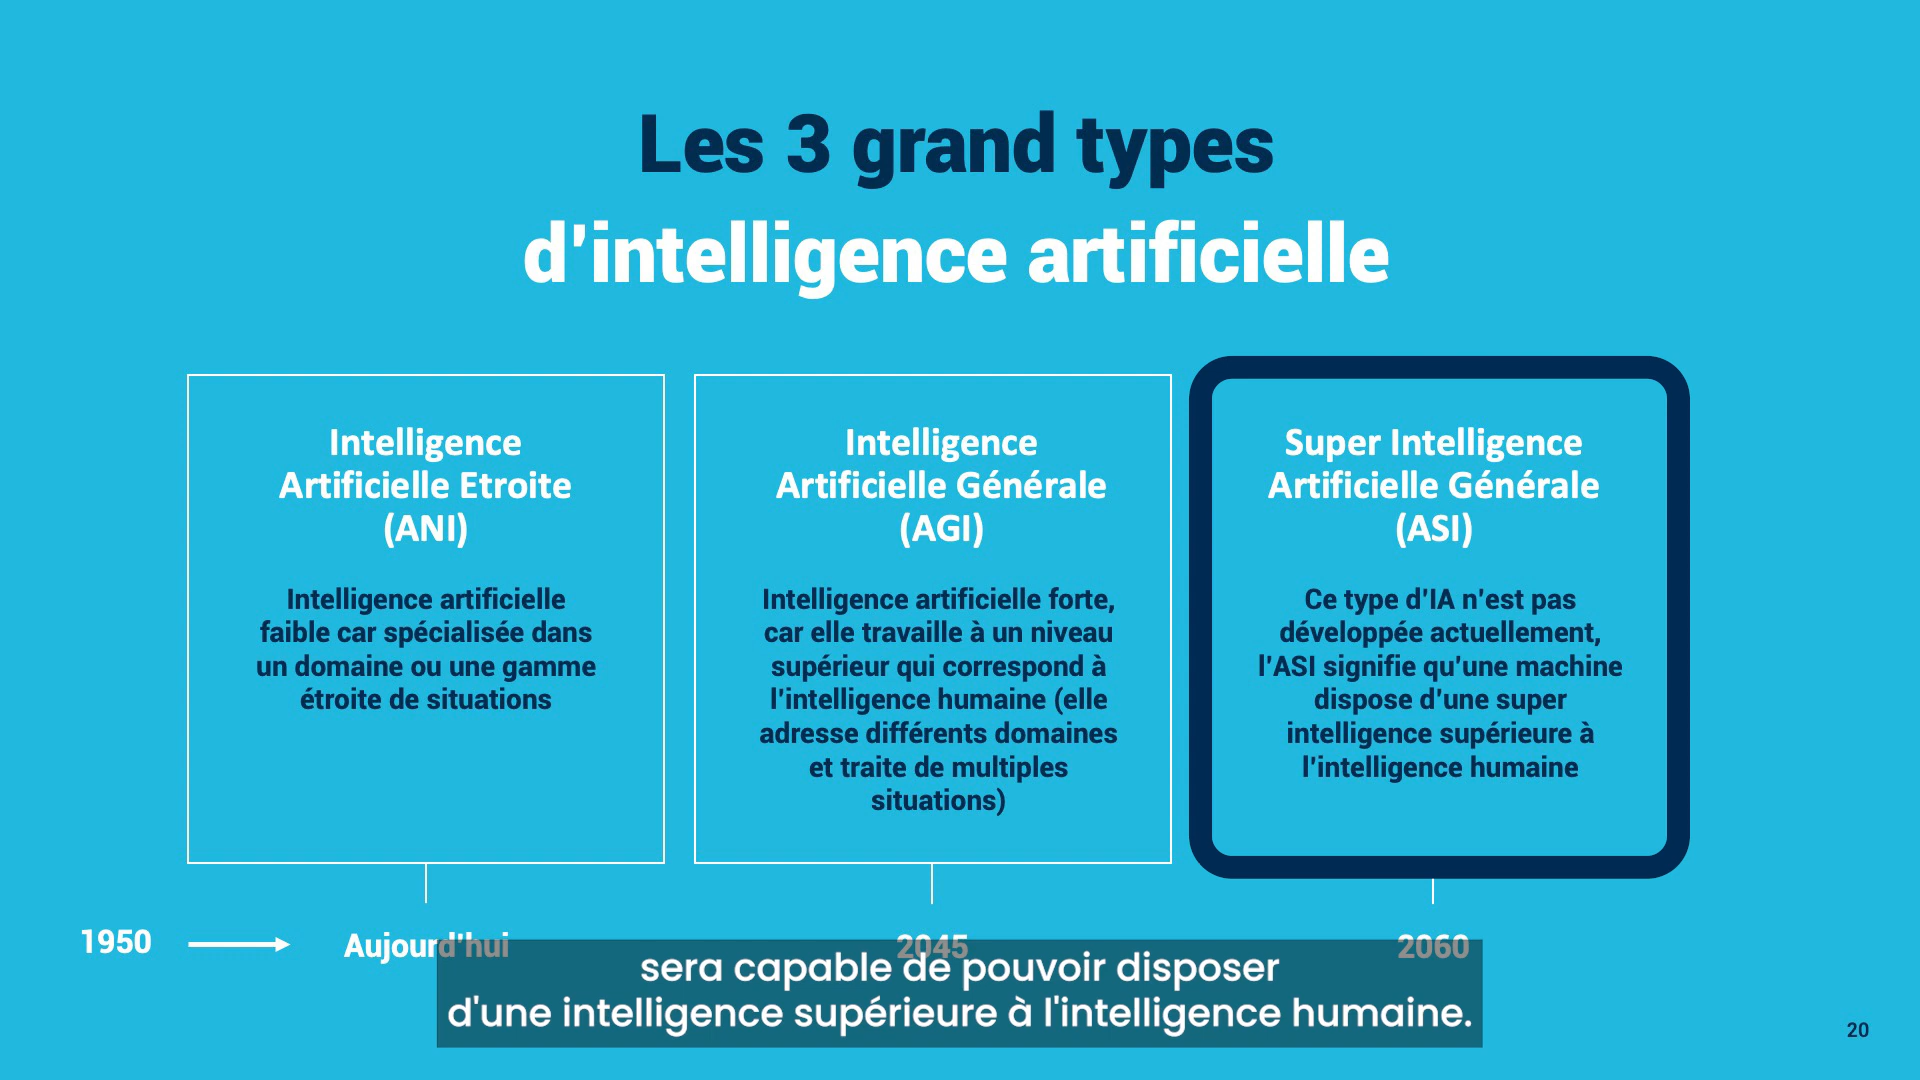 Les 3 grand types
d'intelligence artificielle
Intelligence
Artificielle Etroite
(ANI)
Intelligence artificielle
faible car spécialisée dans
un domaine ou une gamme
étroite de situations
Intelligence
Artificielle Générale
(AGI)
Intelligence artificielle forte,
car elle travaille à un niveau
supérieur qui correspond à
l'intelligence humaine (elle
adresse différents domaines
et traite de multiples
situations)
Super Intelligence
Artificielle Générale
(ASI)
Ce type d'IA n'est pas
développée actuellement,
l'ASI signifie qu'une machine
dispose d'une super
intelligence supérieure à
l'intelligence humaine
1950
Aujourd'hui
2045
2060
sera capable de pouvoir disposer
d'une intelligence supérieure à l'intelligence humaine.
20